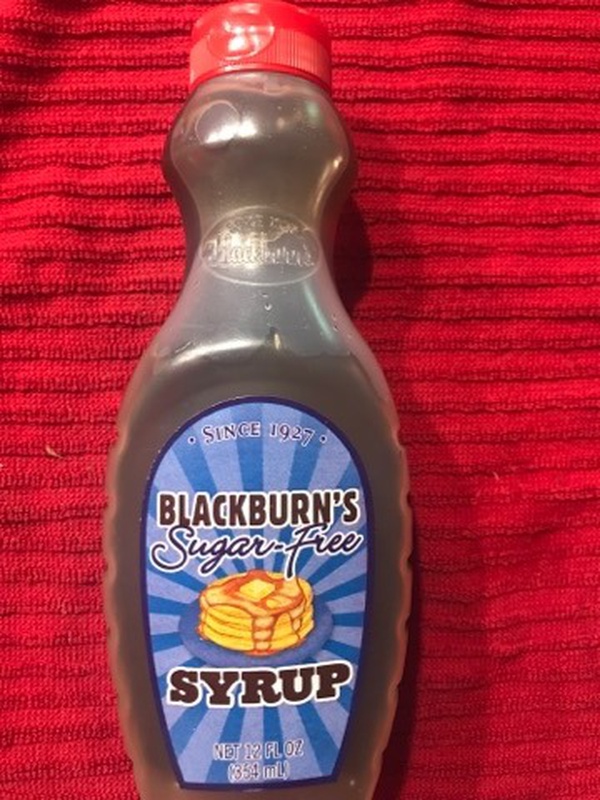 • SINCE 1927 •
BLACKBURN'S
Sugar-Free
SYRUP
NET 12 FL OZ
(354 mL)